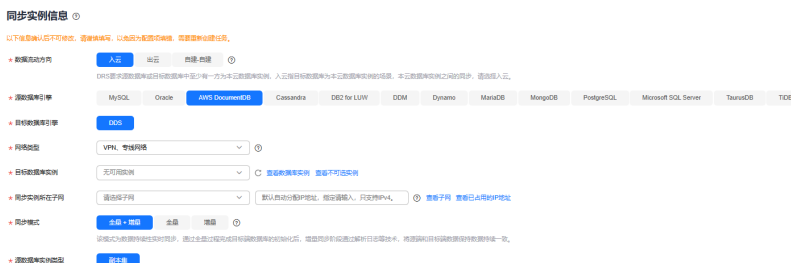 同步实例信息
以下信息确认后不可修改，请谨慎填写，以免因为配置项填错，需要重新创建任务。
* 数据流动方向 入云 出云 自建-自建
DRS要求源数据库或目标数据库中至少有一方为本云数据库实例，入云指目标数据库为本云数据库实例的场景，本云数据库实例之间的同步，请选择入云。
* 源数据库引擎 MySQL Oracle AWS DocumentDB Cassandra DB2 for LUW DDM Dynamo MariaDB MongoDB PostgreSQL Microsoft SQL Server TaurusDB TiDB
* 目标数据库引擎 DDS
* 网络类型 VPN、专线网络
* 目标数据库实例 无可用实例 查看数据库实例 查看不可选实例
* 同步实例所在子网 请选择子网 默认自动分配IP地址，指定请输入，只支持IPV4。 查看子网 查看已占用的IP地址
* 同步模式 全量+增量 全量 增量
该模式为数据持续性实时同步，通过全量过程完成目标端数据库的初始化后，增量同步阶段通过解析日志等技术，将源端和目标端数据保持数据持续一致。
* 源数据库实例类型 副本集